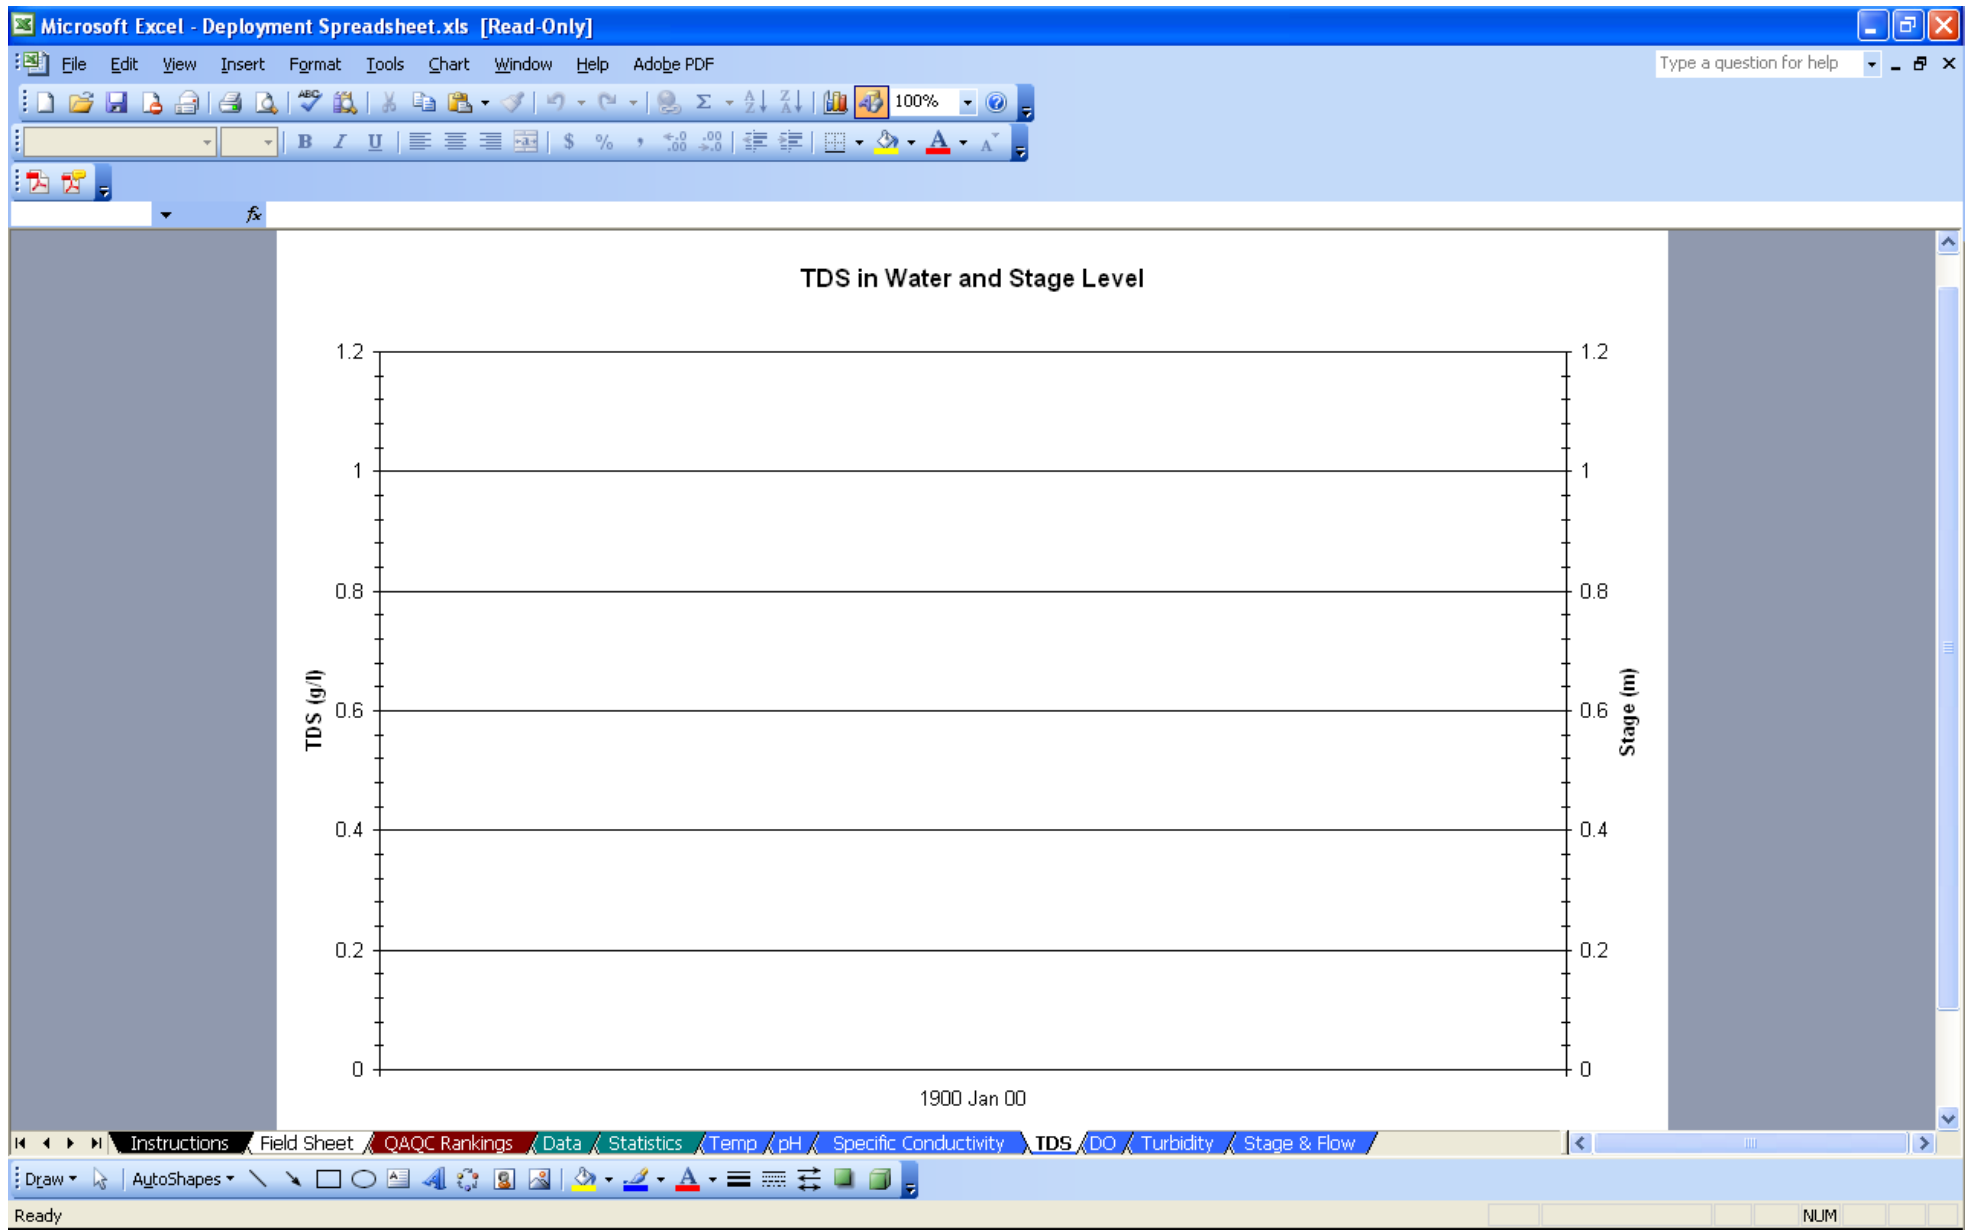 Microsoft Excel - Deployment Spreadsheet.xls [Read-Only]
File Edit View Insert Format Tools Chart Window Help Adobe PDF Type a question for help
100%
B I U $ % ,
fx
TDS in Water and Stage Level
1.2 1.2
1 1
0.8 0.8
TDS (g/l) Stage (m)
0.6 0.6
0.4 0.4
0.2 0.2
0 0
1900 Jan 00
Instructions Field Sheet QAQC Rankings Data Statistics Temp pH Specific Conductivity TDS DO Turbidity Stage & Flow
Draw AutoShapes
Ready NUM